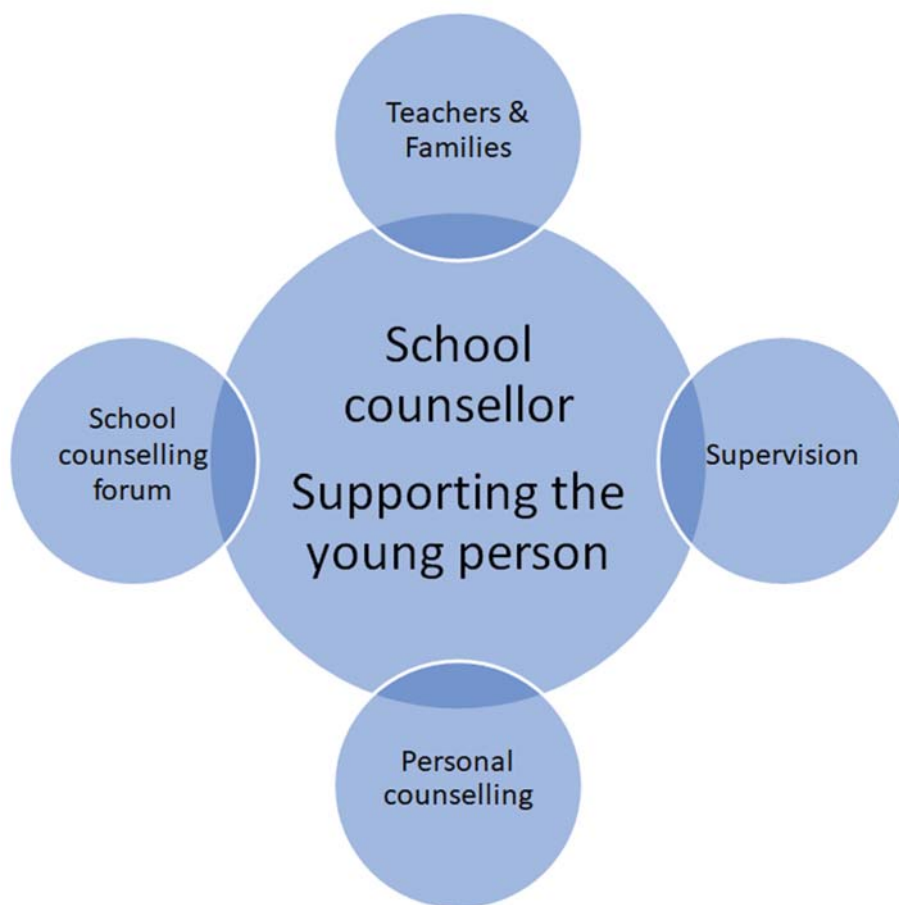 Teachers &
Families
School
counsellor
Supporting the
young person
School
counselling
forum
Supervision
Personal
counselling